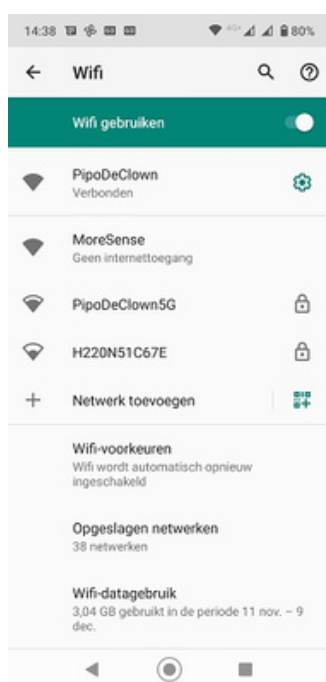 14:38 4G+ 80%
Wifi
Wifi gebruiken
PipoDeClown
Verbonden
MoreSense
Geen internettoegang
PipoDeClown5G
H220N51C67E
Netwerk toevoegen
Wifi-voorkeuren
Wifi wordt automatisch opnieuw
ingeschakeld
Opgeslagen netwerken
38 netwerken
Wifi-datagebruik
3,04 GB gebruikt in de periode 11 nov. – 9
dec.